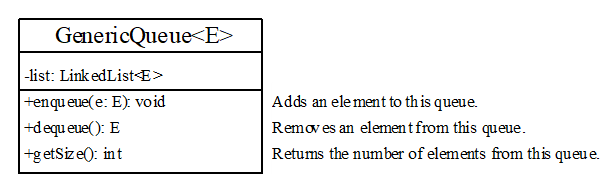 GenericQueue<E>
-list: LinkedList<E>
+enqueue(e: E): void Adds an element to this queue.
+dequeue(): E Removes an element from this queue.
+getSize(): int Returns the number of elements from this queue.